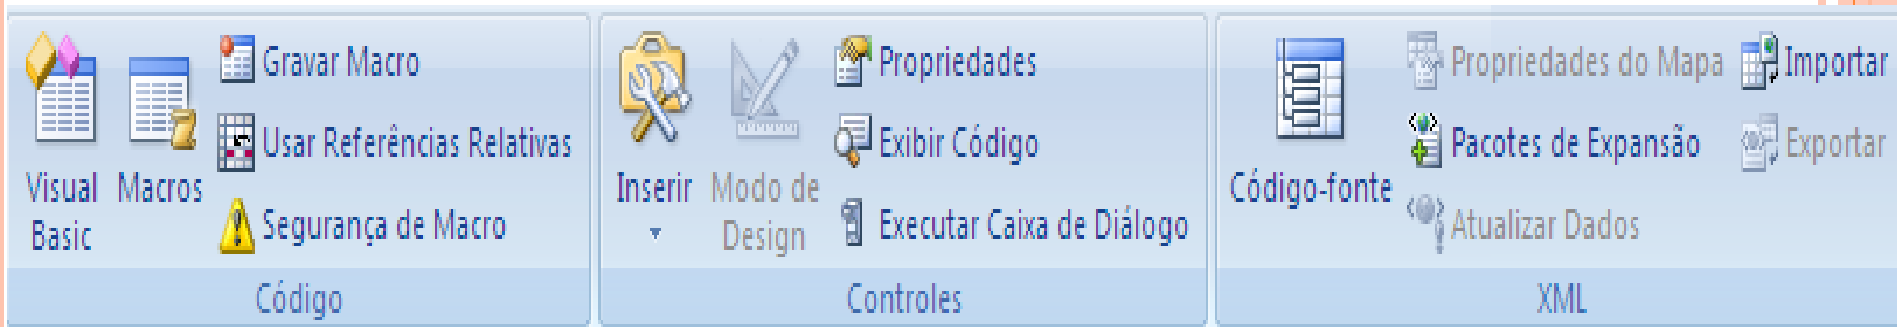 Visual
Basic
Macros
Gravar Macro
Usar Referências Relativas
Segurança de Macro
Código
Inserir
Modo de
Design
Propriedades
Exibir Código
Executar Caixa de Diálogo
Controles
Código-fonte
Propriedades do Mapa
Pacotes de Expansão
Atualizar Dados
Importar
Exportar
XML